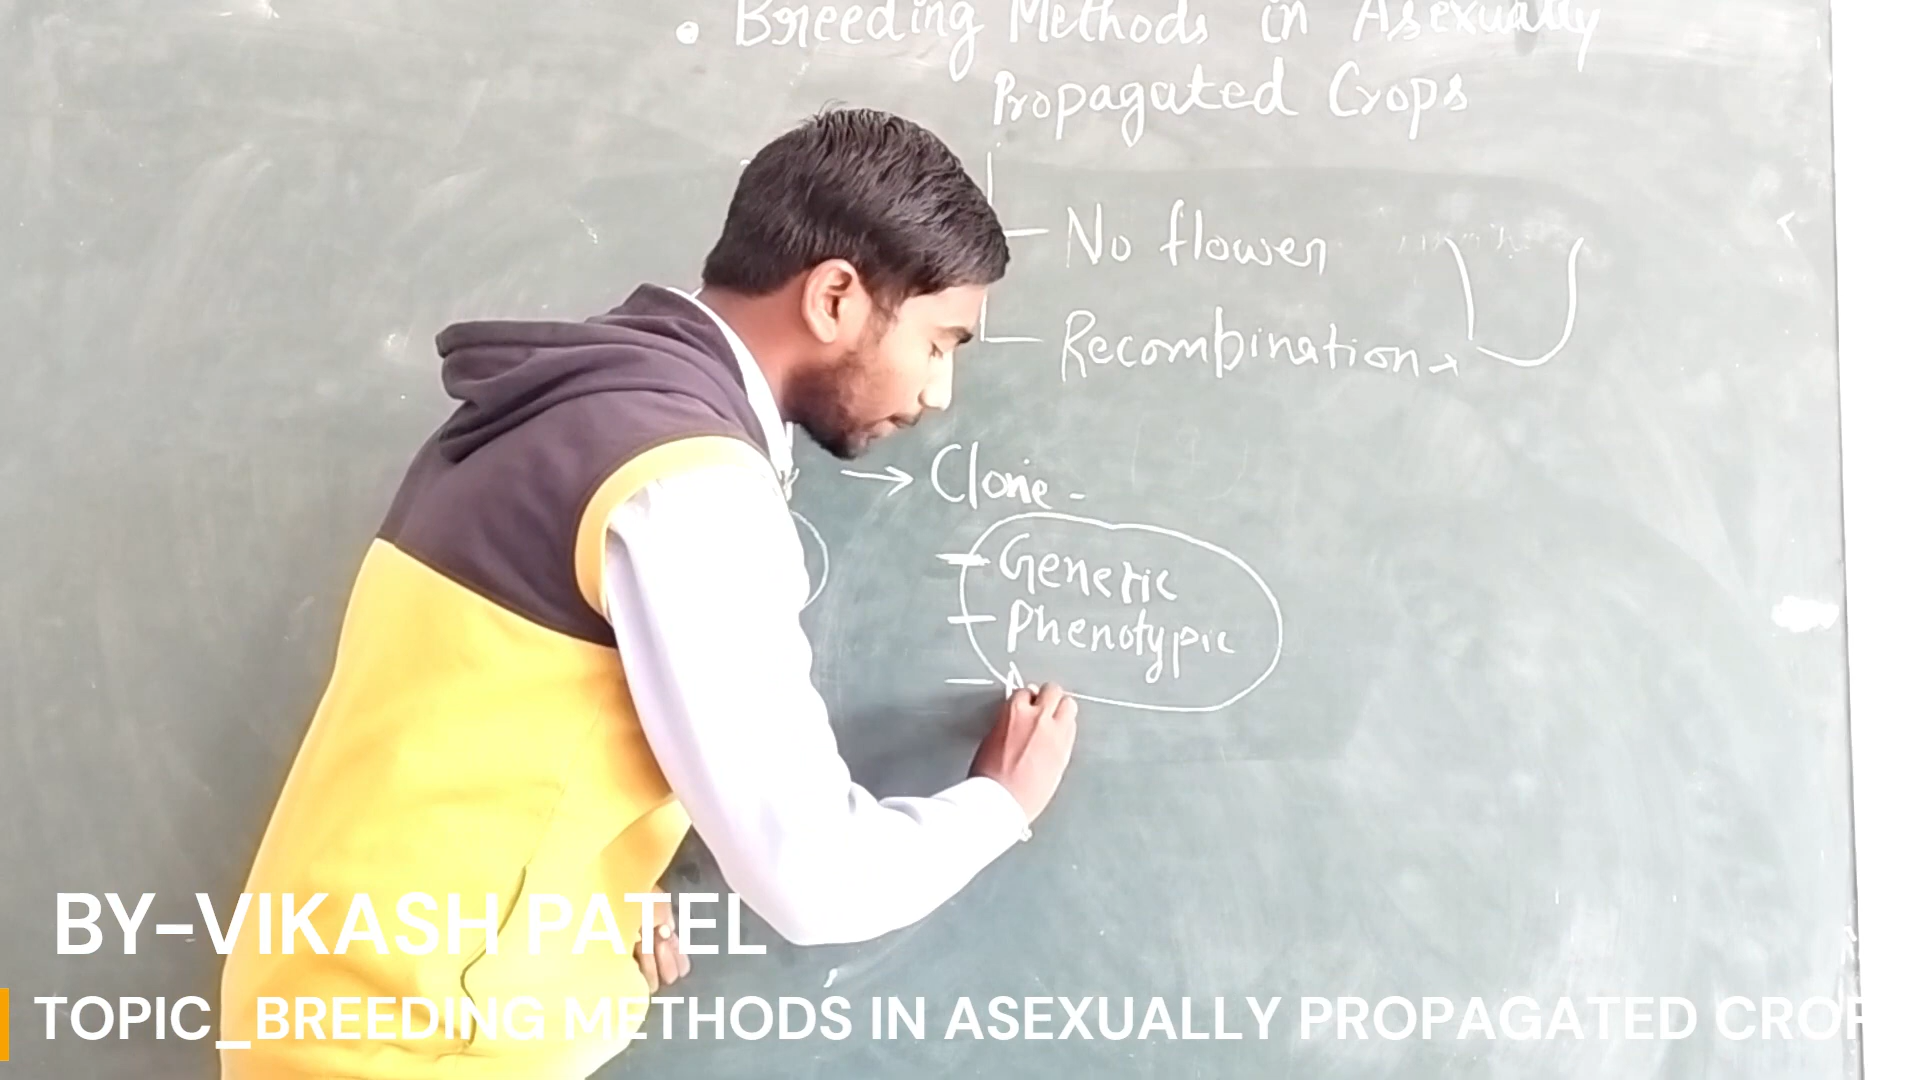 • Breeding Methods in Asexually
Propagated Crops
- No flower
- Recombination
→ Clone -
- Generic
- Phenotypic
-
BY-VIKASH PATEL
TOPIC_BREEDING METHODS IN ASEXUALLY PROPAGATED CROP